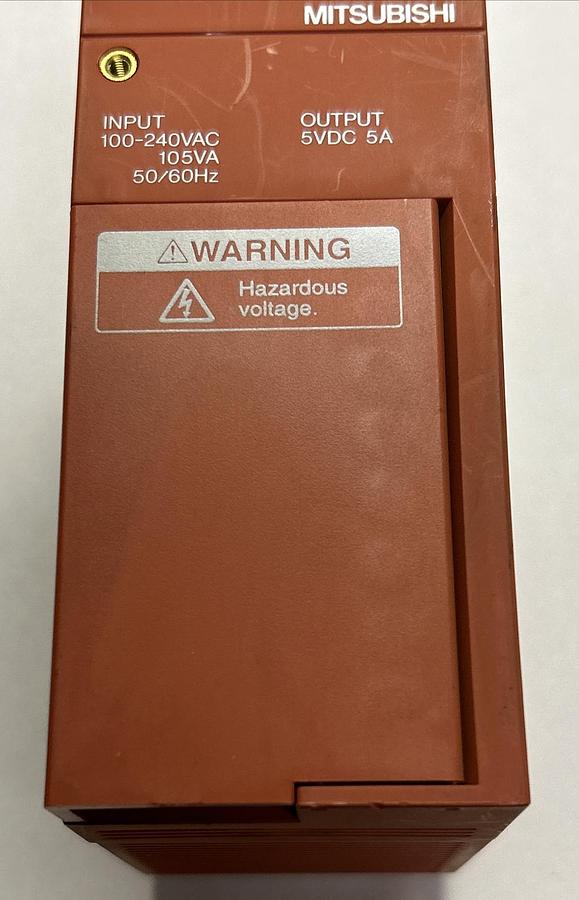 MITSUBISHI
INPUT
100-240VAC
105VA
50/60Hz
OUTPUT
5VDC 5A
WARNING
Hazardous
voltage.